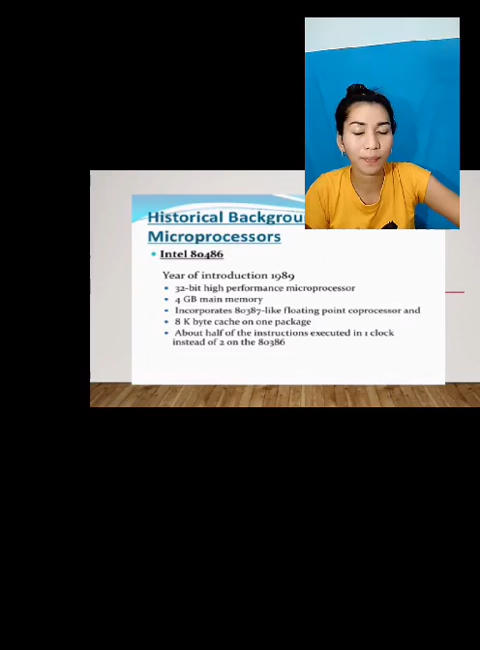 Historical Backgrou
Microprocessors
Intel 80486
Year of introduction 1989
32-bit high performance microprocessor
4 GB main memory
Incorporates 80387-like floating point coprocessor and
8 K byte cache on one package
About half of the instructions executed in 1 clock
instead of 2 on the 80386